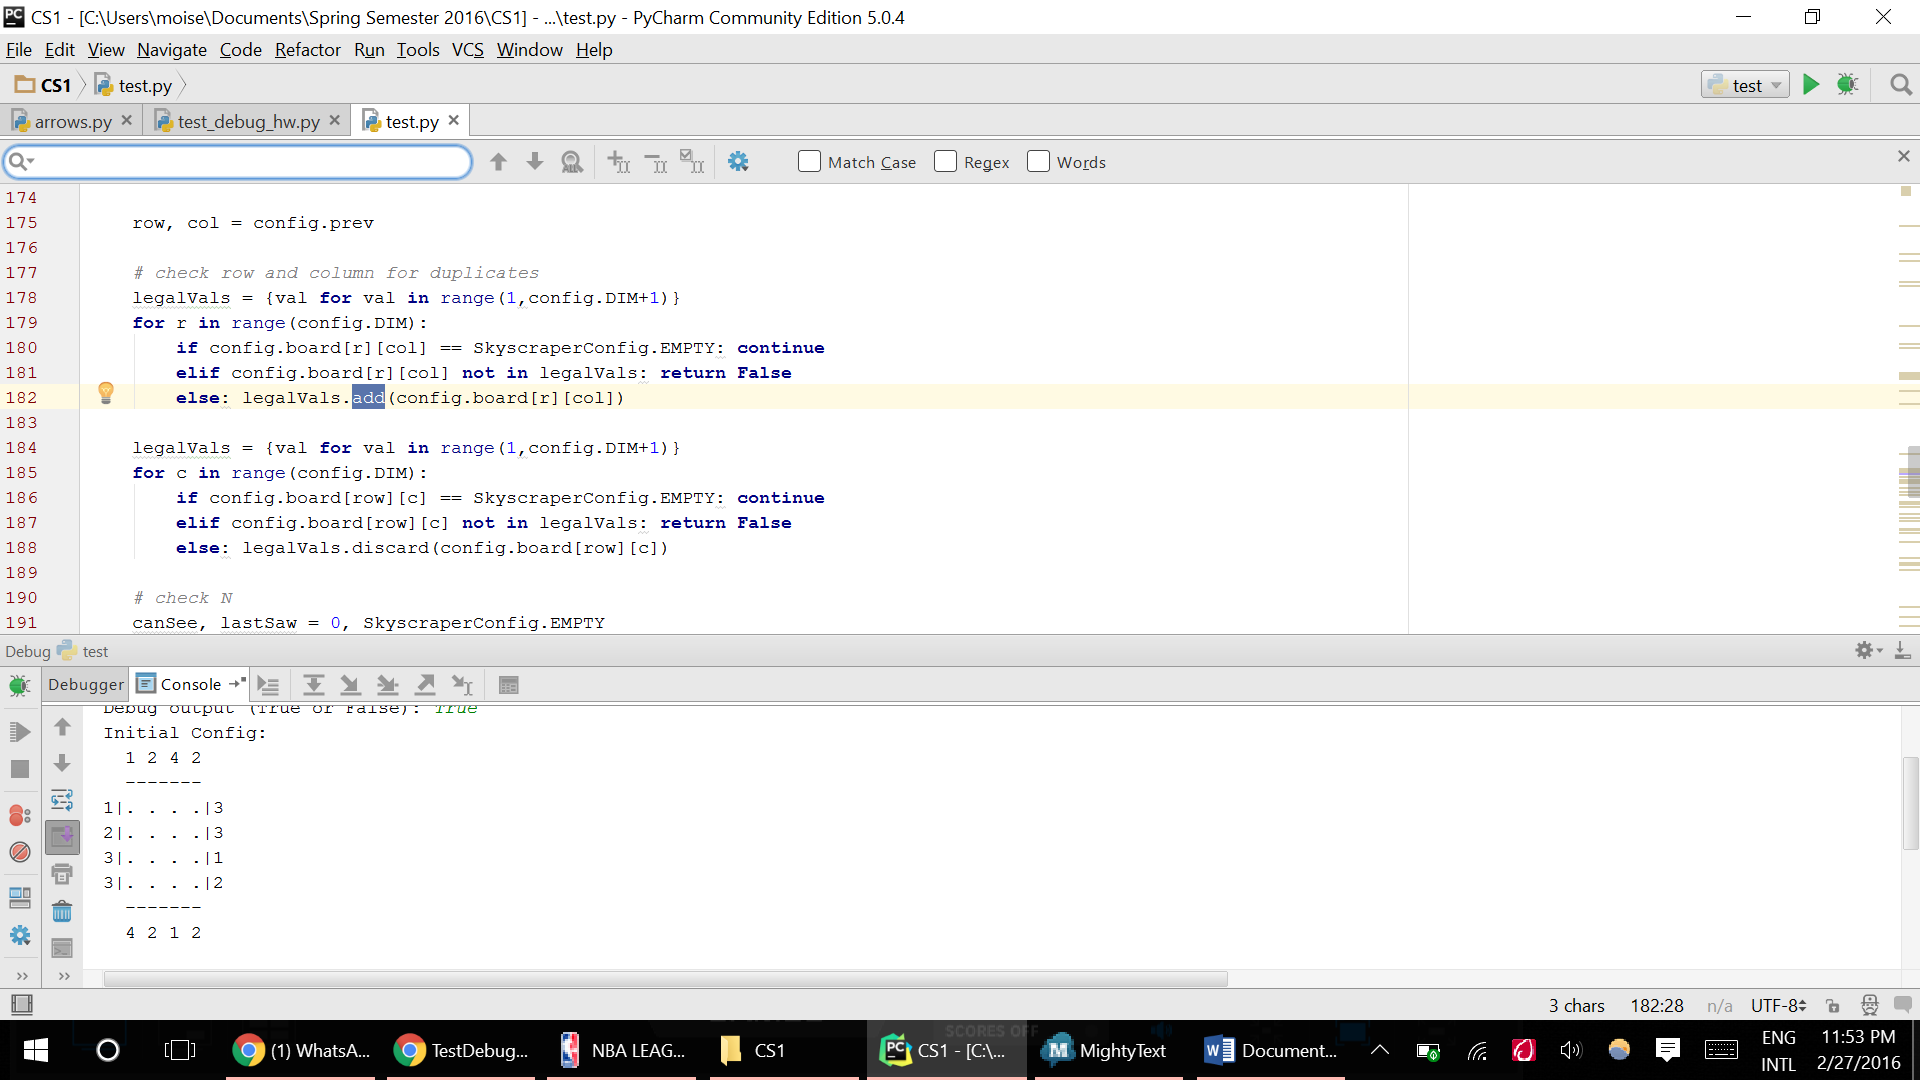 CS1 - [C:\Users\moise\Documents\Spring Semester 2016\CS1] - ...\test.py - PyCharm Community Edition 5.0.4
File Edit View Navigate Code Refactor Run Tools VCS Window Help
CS1 test.py test
arrows.py test_debug_hw.py test.py
Match Case Regex Words
174
175 row, col = config.prev
176
177 # check row and column for duplicates
178 legalVals = {val for val in range(1,config.DIM+1)}
179 for r in range(config.DIM):
180 if config.board[r][col] == SkyscraperConfig.EMPTY: continue
181 elif config.board[r][col] not in legalVals: return False
182 else: legalVals.add(config.board[r][col])
183
184 legalVals = {val for val in range(1,config.DIM+1)}
185 for c in range(config.DIM):
186 if config.board[row][c] == SkyscraperConfig.EMPTY: continue
187 elif config.board[row][c] not in legalVals: return False
188 else: legalVals.discard(config.board[row][c])
189
190 # check N
191 canSee, lastSaw = 0, SkyscraperConfig.EMPTY
Debug test
Debugger Console
Debug output (True or False): True
Initial Config:
1 2 4 2
-------
1|. . . .|3
2|. . . .|3
3|. . . .|1
3|. . . .|2
-------
4 2 1 2
3 chars 182:28 n/a UTF-8
SCORES OFF
(1) WhatsA... TestDebug... NBA LEAG... CS1 CS1 - [C:\... MightyText Document... ENG 11:53 PM
INTL 2/27/2016